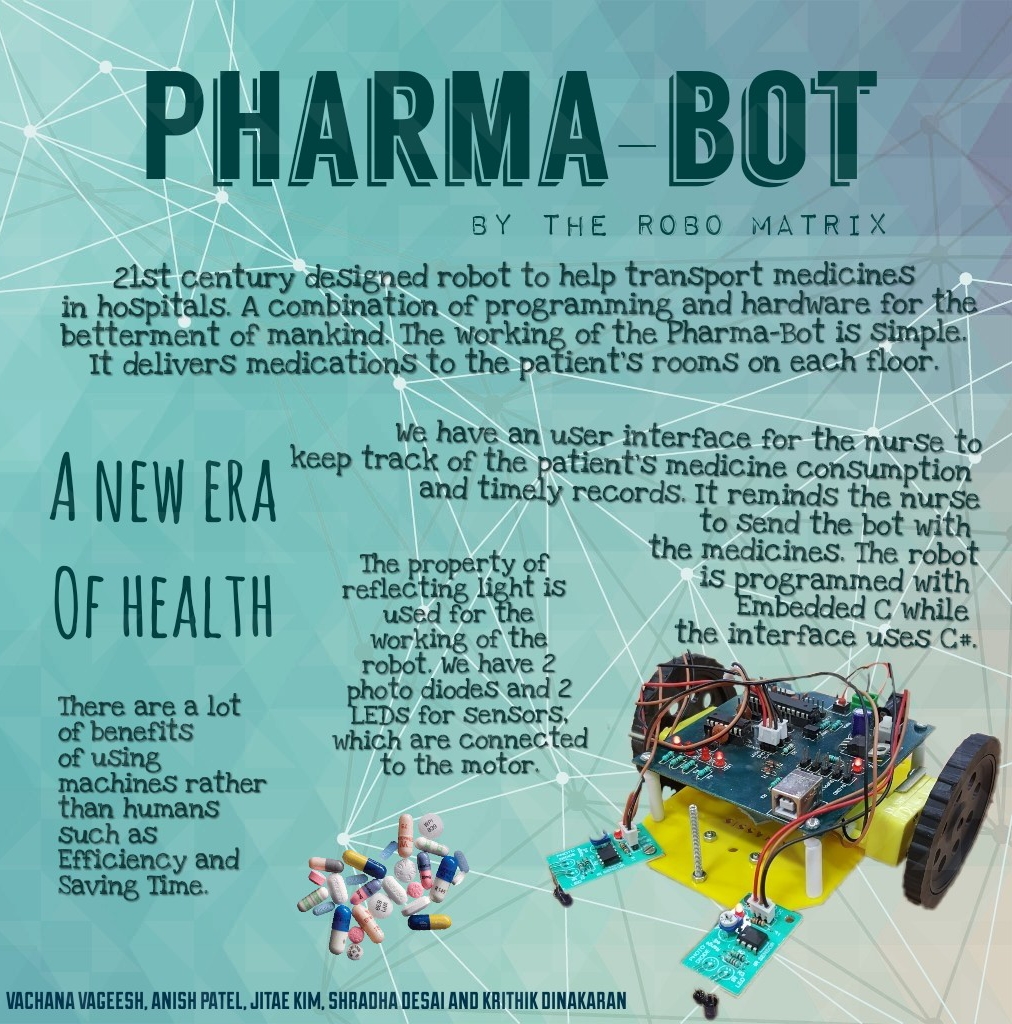 PHARMA-BOT
BY THE ROBO MATRIX
21st century designed robot to help transport medicines
in hospitals. A combination of programming and hardware for the
betterment of mankind. The working of the Pharma-Bot is simple.
It delivers medications to the patient's rooms on each floor.
We have an user interface for the nurse to
keep track of the patient's medicine consumption
and timely records. It reminds the nurse
to send the bot with
the medicines. The robot
is programmed with
Embedded C while
the interface uses C#.
A NEW ERA
OF HEALTH
The property of
reflecting light is
used for the
working of the
robot. We have 2
photo diodes and 2
LEDs for sensors,
which are connected
to the motor.
There are a lot
of benefits
of using
machines rather
than humans
such as
Efficiency and
Saving Time.
VACHANA VAGEESH, ANISH PATEL, JITAE KIM, SHRADHA DESAI AND KRITHIK DINAKARAN